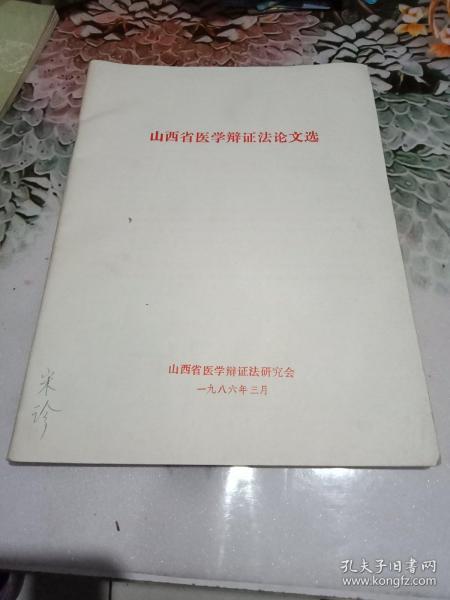 山西省医学辩证法论文选
山西省医学辩证法研究会
一九八六年三月
米珍
孔夫子旧书网
www.kongfz.com